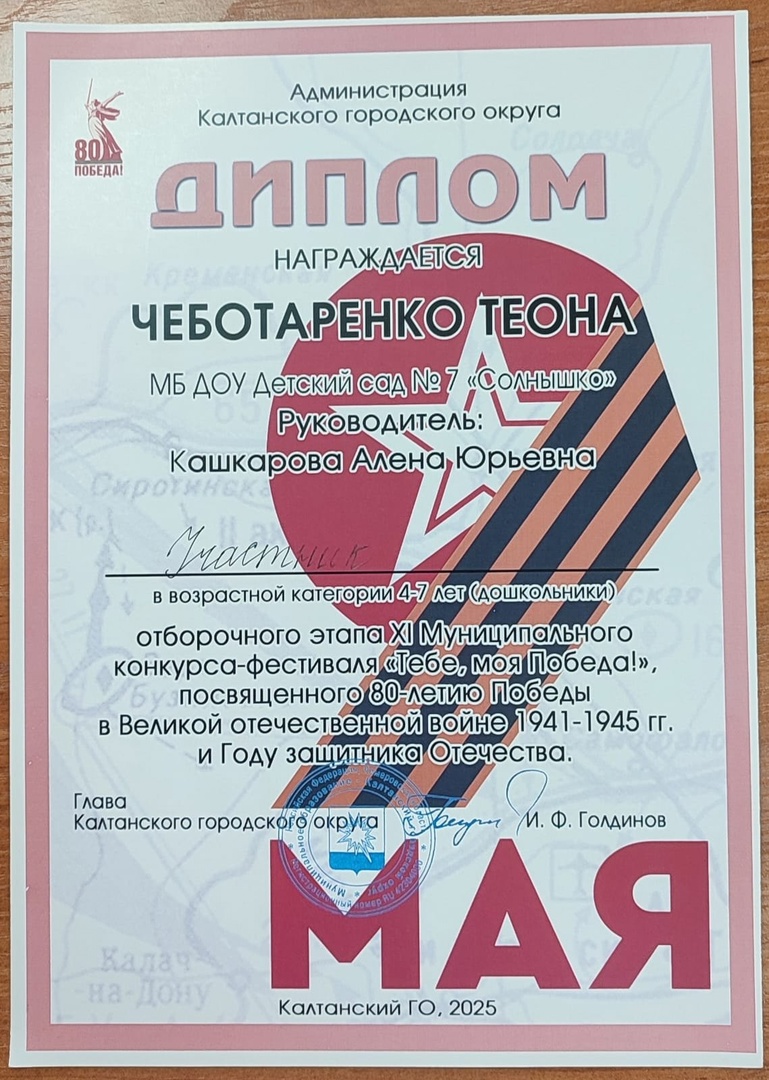 Администрация
Калтанского городского округа
80
ПОБЕДА!
ДИПЛОМ
НАГРАЖДАЕТСЯ
ЧЕБОТАРЕНКО ТЕОНА
МБ ДОУ Детский сад № 7 «Солнышко»
Руководитель:
Кашкарова Алена Юрьевна
Участник
в возрастной категории 4-7 лет (дошкольники)
отборочного этапа XI Муниципального
конкурса-фестиваля «Тебе, моя Победа!»,
посвященного 80-летию Победы
в Великой отечественной войне 1941-1945 гг.
и Году защитника Отечества.
Глава
Калтанского городского округа
И. Ф. Голдинов
9
МАЯ
Калач-
-на-Дону
Калтанский ГО, 2025